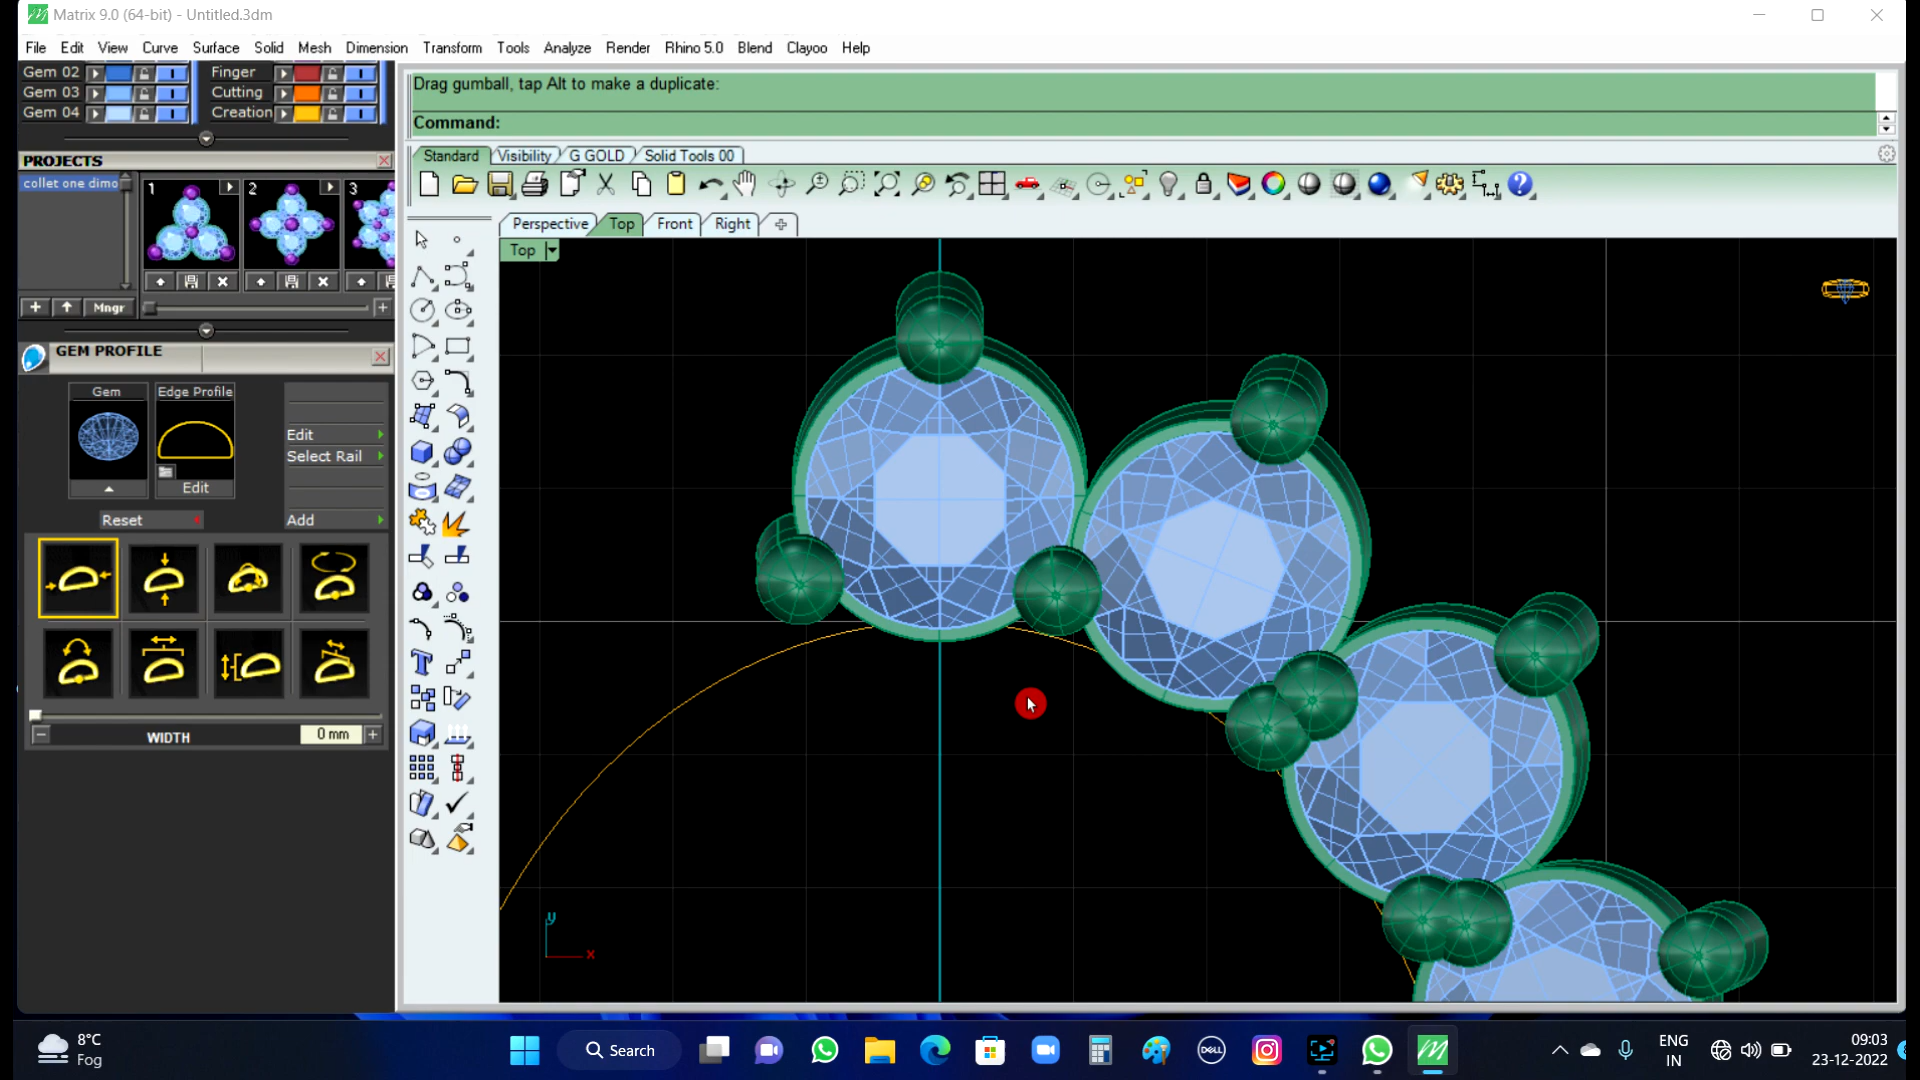 Matrix 9.0 (64-bit) - Untitled.3dm
File Edit View Curve Surface Solid Mesh Dimension Transform Tools Analyze Render Rhino 5.0 Blend Clayoo Help
Gem 02 Finger
Gem 03 Cutting
Gem 04 Creation
Drag gumball, tap Alt to make a duplicate:
Command:
Standard Visibility G GOLD Solid Tools 00
PROJECTS
collet one dimo
1 2 3
Mngr
Perspective Top Front Right
Top
GEM PROFILE
Gem Edge Profile
Edit
Select Rail
Edit
Reset Add
WIDTH 0 mm
y
x
8°C
Fog
Search
DELL
ENG
IN
09:03
23-12-2022